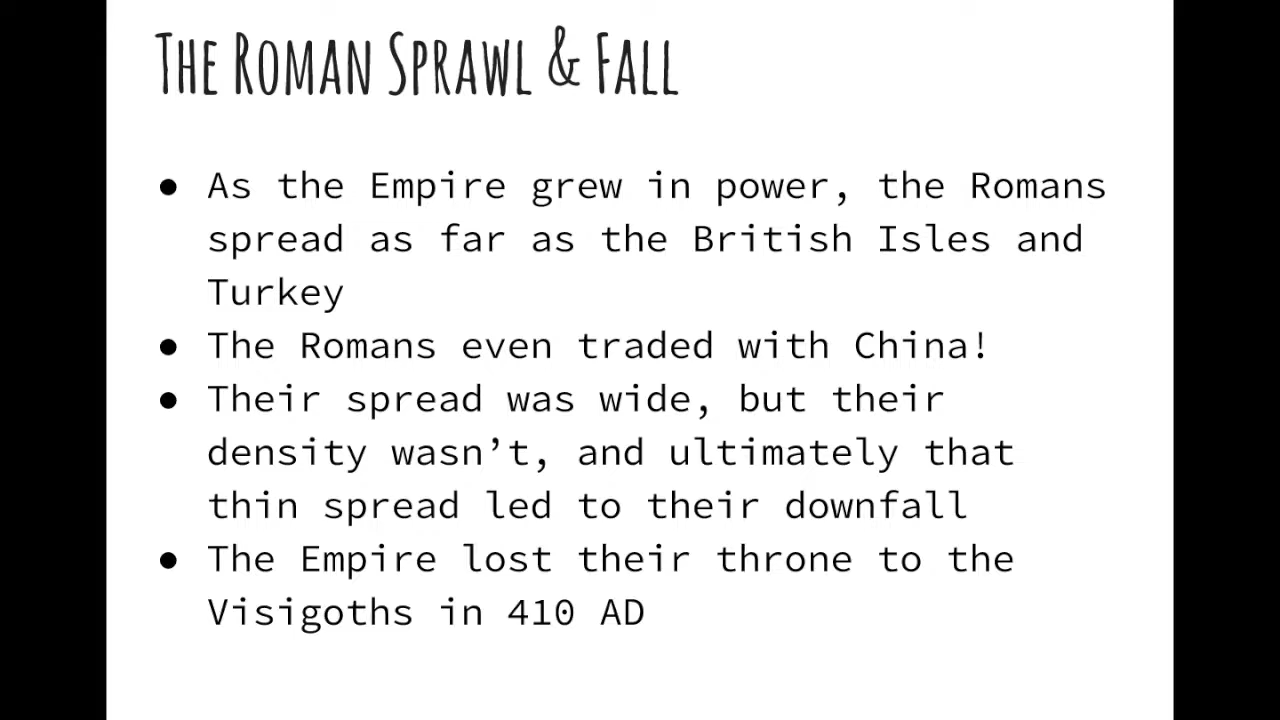 The Roman Sprawl & Fall
● As the Empire grew in power, the Romans
spread as far as the British Isles and
Turkey
● The Romans even traded with China!
● Their spread was wide, but their
density wasn’t, and ultimately that
thin spread led to their downfall
● The Empire lost their throne to the
Visigoths in 410 AD